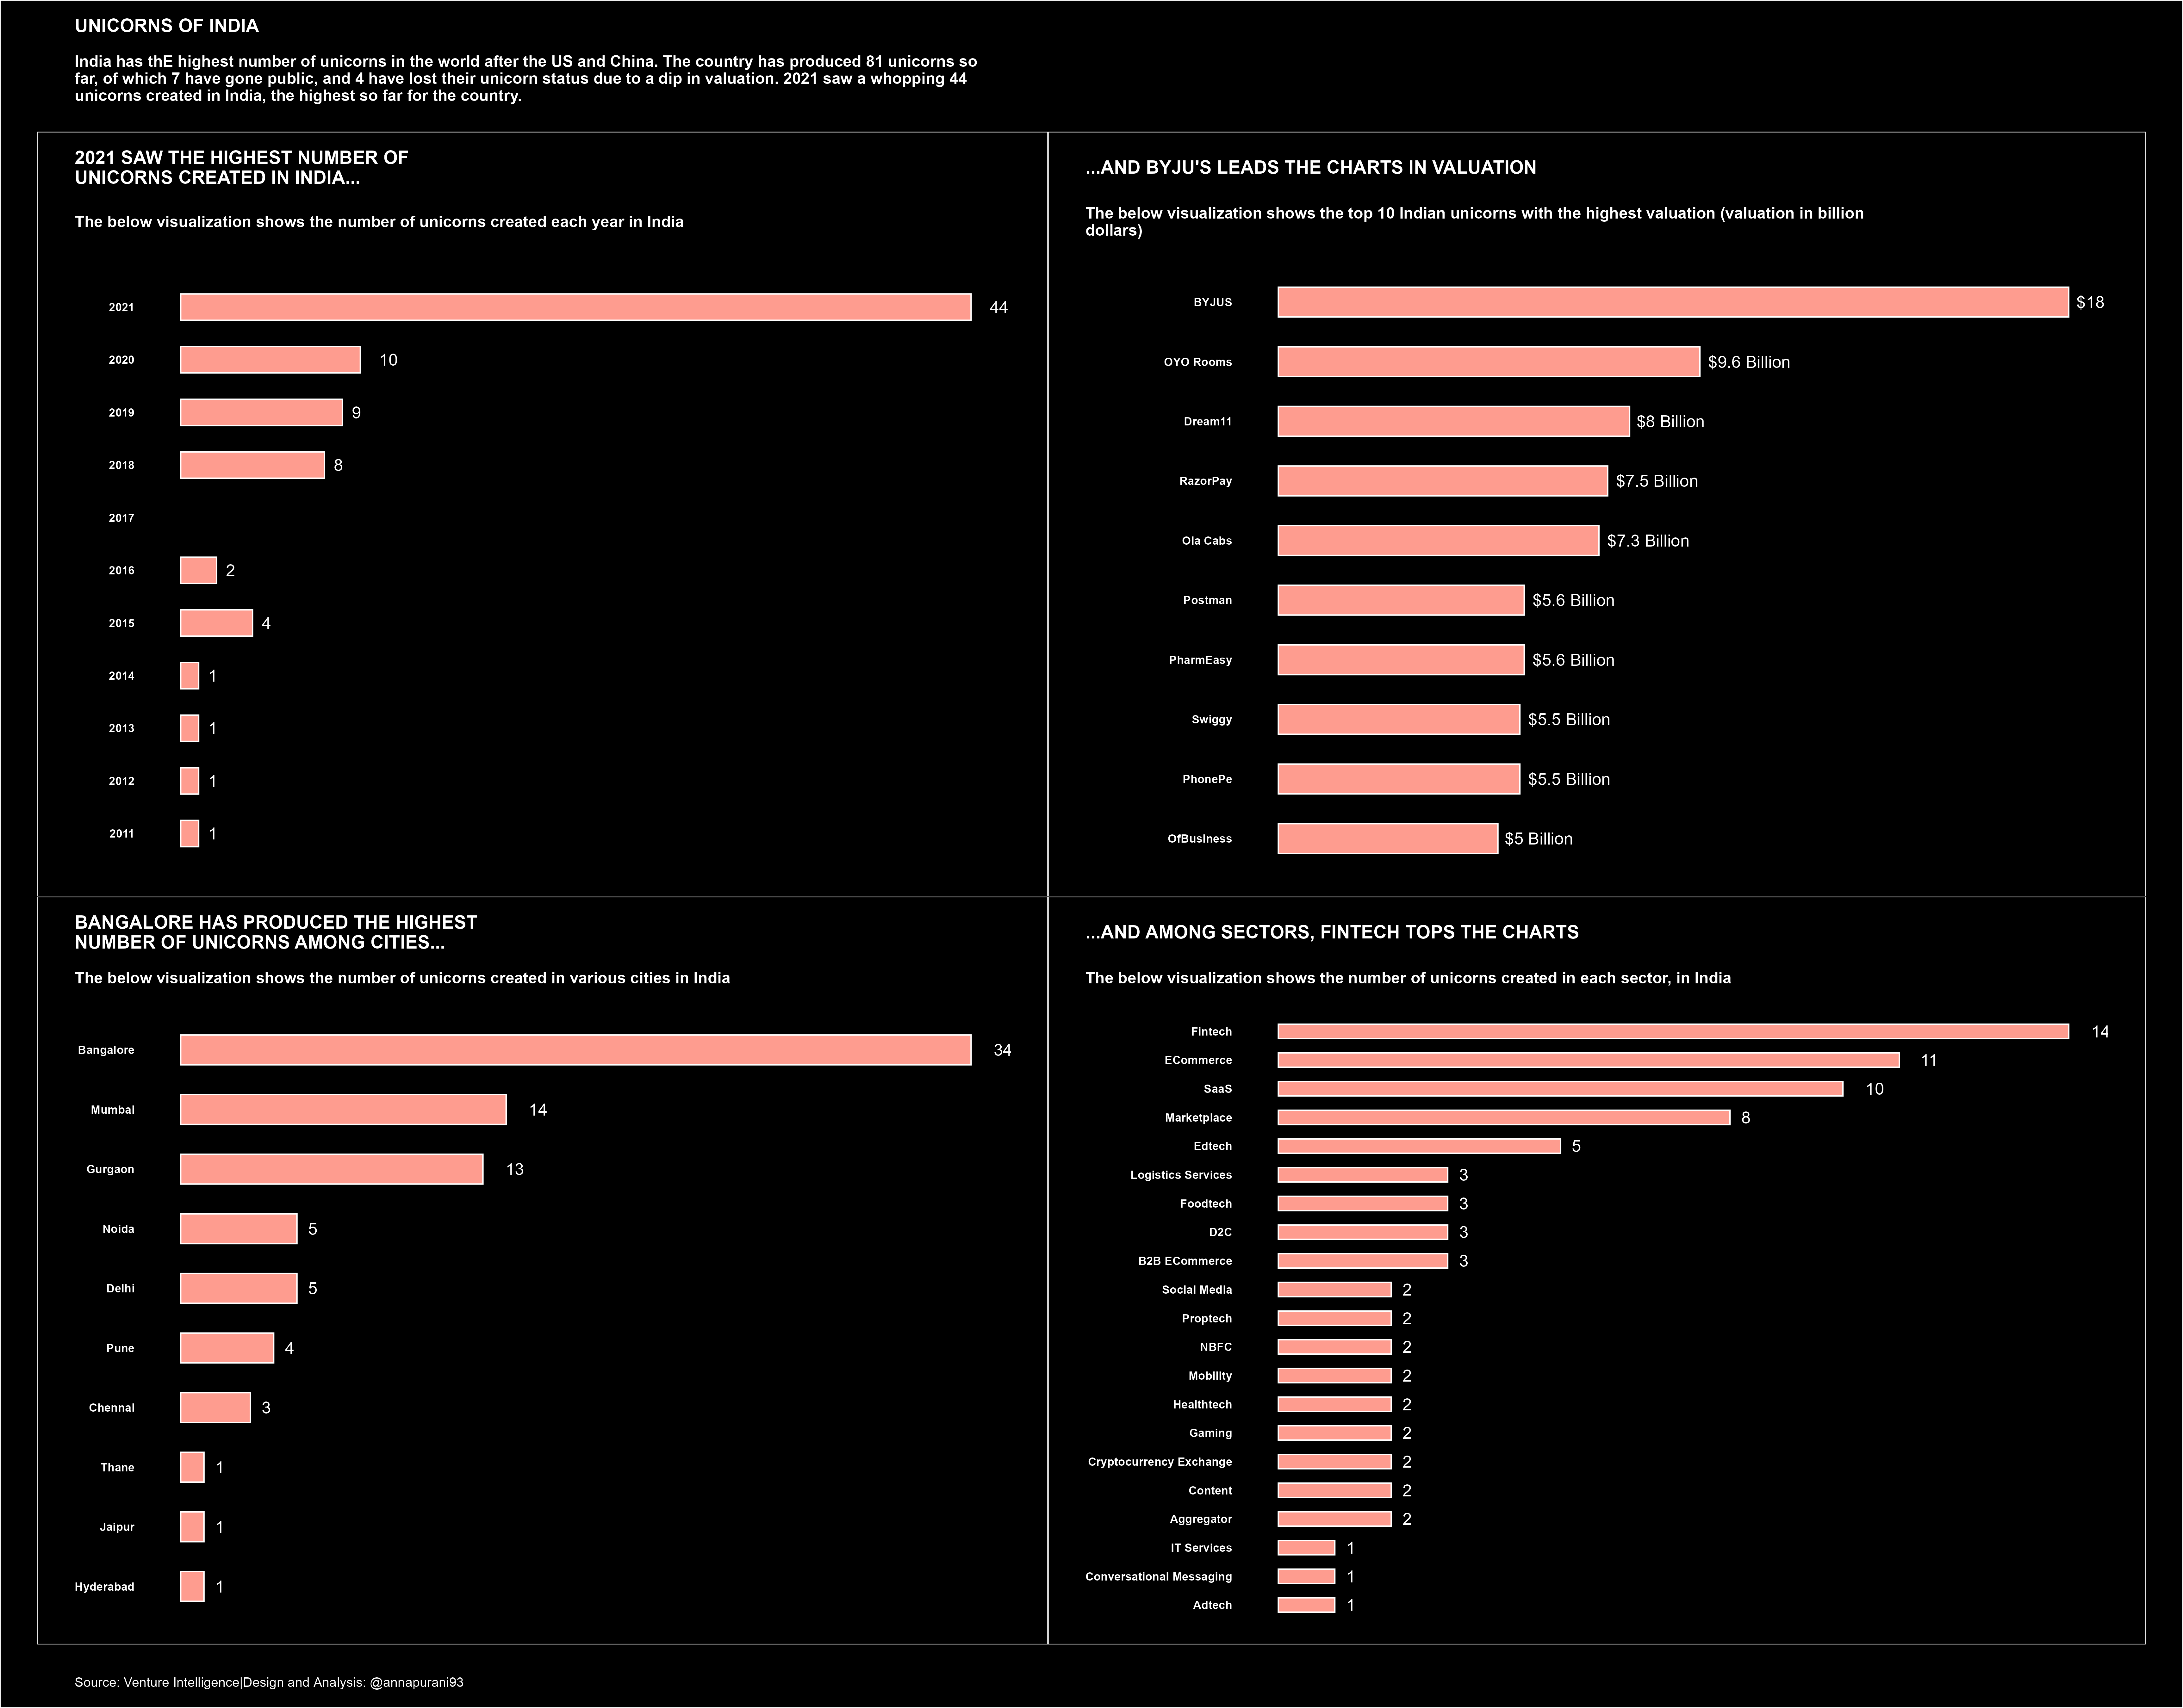 UNICORNS OF INDIA
India has thE highest number of unicorns in the world after the US and China. The country has produced 81 unicorns so
far, of which 7 have gone public, and 4 have lost their unicorn status due to a dip in valuation. 2021 saw a whopping 44
unicorns created in India, the highest so far for the country.
2021 SAW THE HIGHEST NUMBER OF
UNICORNS CREATED IN INDIA...
The below visualization shows the number of unicorns created each year in India
2021 44
2020 10
2019 9
2018 8
2017
2016 2
2015 4
2014 1
2013 1
2012 1
2011 1
...AND BYJU'S LEADS THE CHARTS IN VALUATION
The below visualization shows the top 10 Indian unicorns with the highest valuation (valuation in billion
dollars)
BYJUS $18
OYO Rooms $9.6 Billion
Dream11 $8 Billion
RazorPay $7.5 Billion
Ola Cabs $7.3 Billion
Postman $5.6 Billion
PharmEasy $5.6 Billion
Swiggy $5.5 Billion
PhonePe $5.5 Billion
OfBusiness $5 Billion
BANGALORE HAS PRODUCED THE HIGHEST
NUMBER OF UNICORNS AMONG CITIES...
The below visualization shows the number of unicorns created in various cities in India
Bangalore 34
Mumbai 14
Gurgaon 13
Noida 5
Delhi 5
Pune 4
Chennai 3
Thane 1
Jaipur 1
Hyderabad 1
...AND AMONG SECTORS, FINTECH TOPS THE CHARTS
The below visualization shows the number of unicorns created in each sector, in India
Fintech 14
ECommerce 11
SaaS 10
Marketplace 8
Edtech 5
Logistics Services 3
Foodtech 3
D2C 3
B2B ECommerce 3
Social Media 2
Proptech 2
NBFC 2
Mobility 2
Healthtech 2
Gaming 2
Cryptocurrency Exchange 2
Content 2
Aggregator 2
IT Services 1
Conversational Messaging 1
Adtech 1
Source: Venture Intelligence|Design and Analysis: @annapurani93